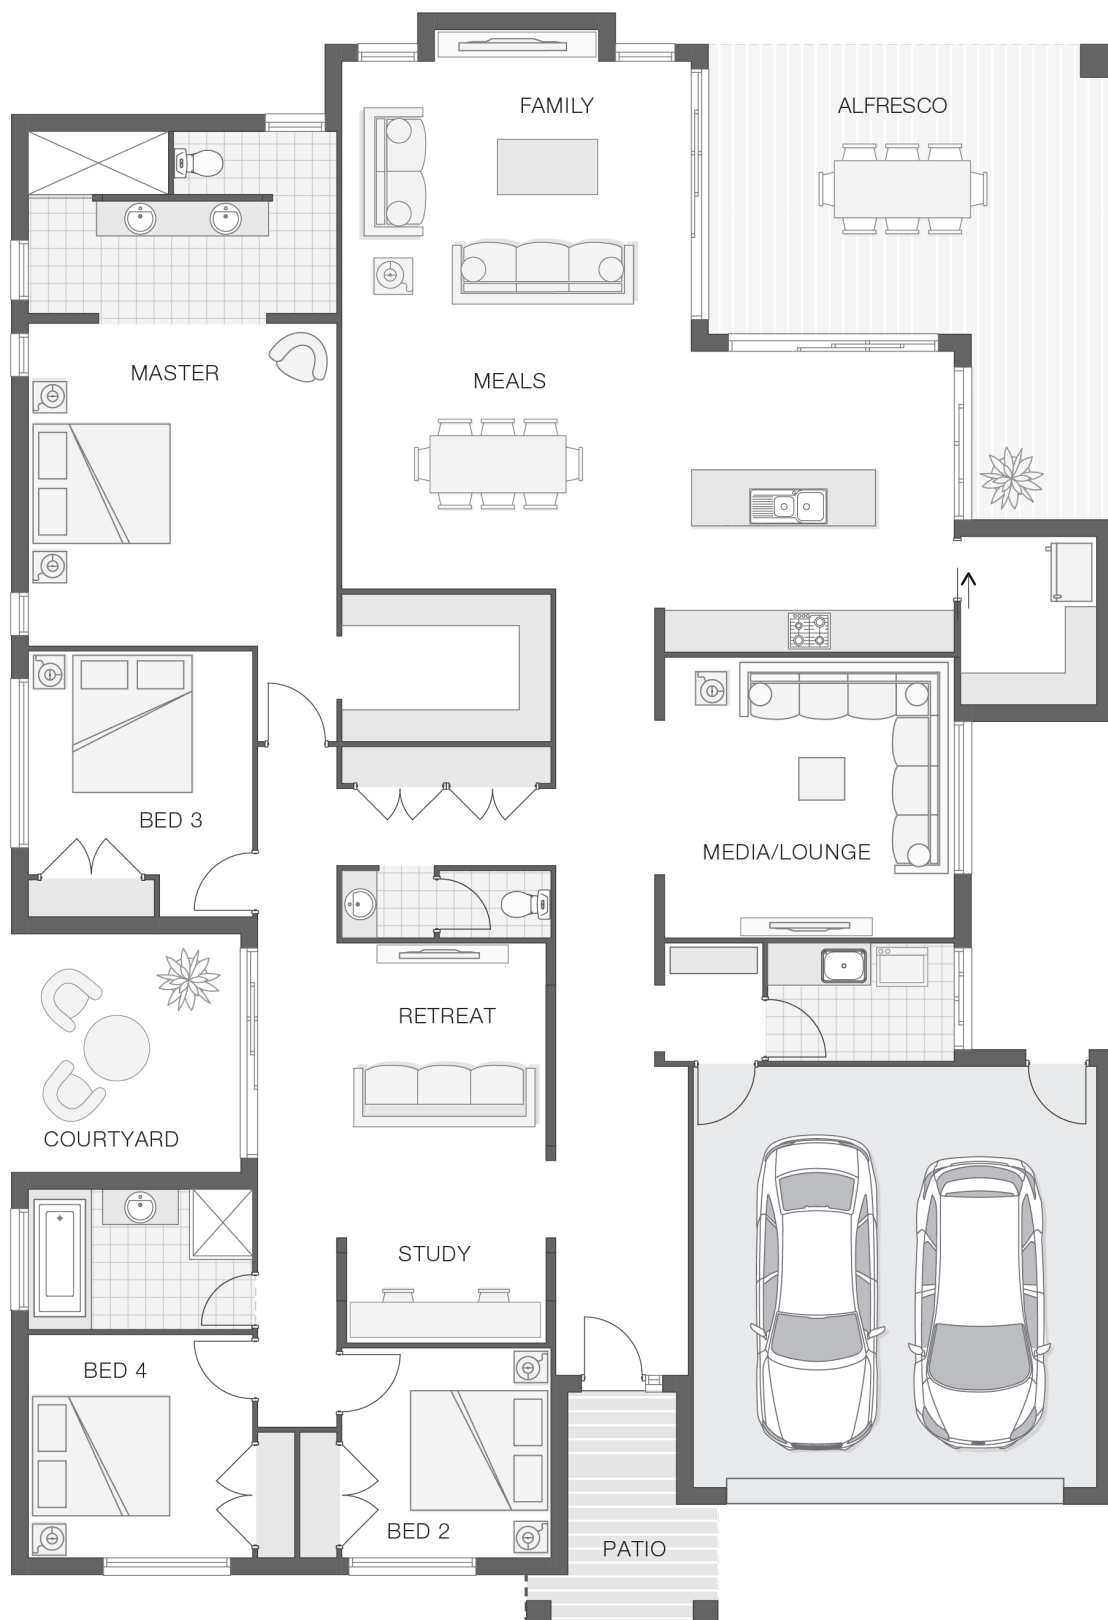 FAMILY
ALFRESCO
MASTER
MEALS
BED 3
MEDIA/LOUNGE
RETREAT
COURTYARD
STUDY
BED 4
BED 2
PATIO